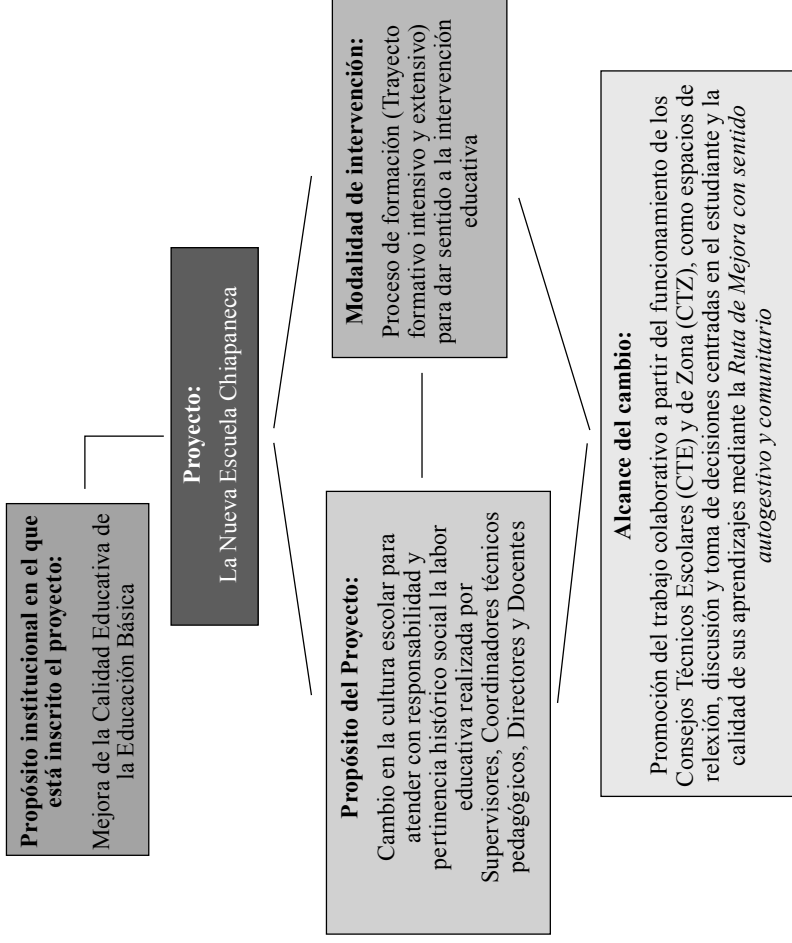 Propósito institucional en el que
está inscrito el proyecto:
Mejora de la Calidad Educativa de
la Educación Básica
Proyecto:
La Nueva Escuela Chiapaneca
Propósito del Proyecto:
Cambio en la cultura escolar para
atender con responsabilidad y
pertinencia histórico social la labor
educativa realizada por
Supervisores, Coordinadores técnicos
pedagógicos, Directores y Docentes
Modalidad de intervención:
Proceso de formación (Trayecto
formativo intensivo y extensivo)
para dar sentido a la intervención
educativa
Alcance del cambio:
Promoción del trabajo colaborativo a partir del funcionamiento de los
Consejos Técnicos Escolares (CTE) y de Zona (CTZ), como espacios de
relexión, discusión y toma de decisiones centradas en el estudiante y la
calidad de sus aprendizajes mediante la Ruta de Mejora con sentido
autogestivo y comunitario